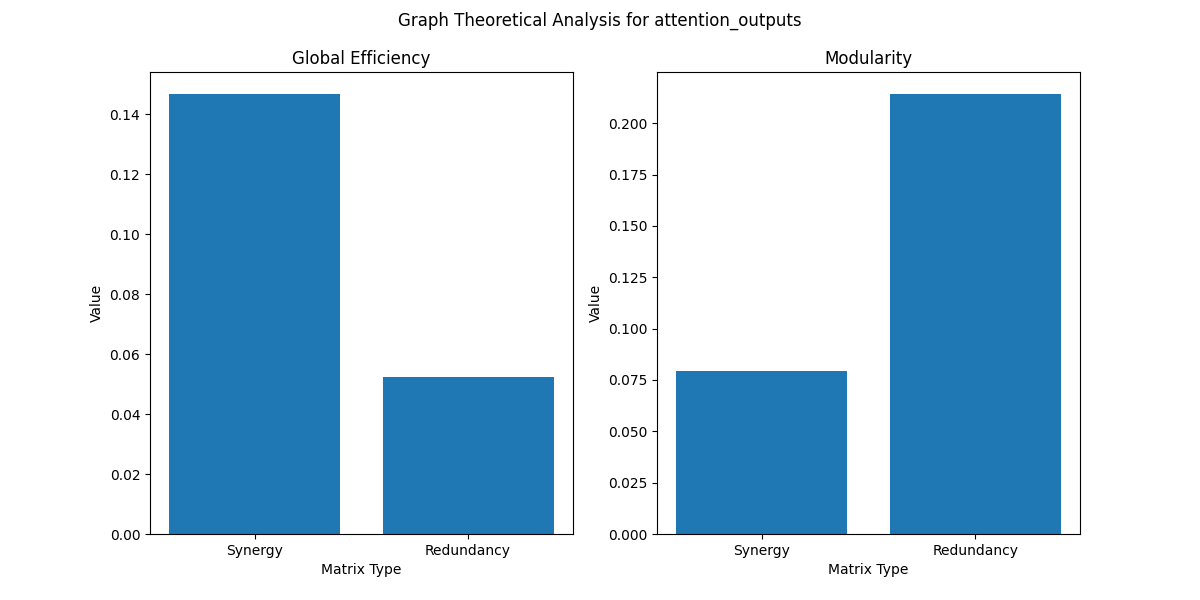 Graph Theoretical Analysis for attention_outputs
Global Efficiency
Value
0.14
0.12
0.10
0.08
0.06
0.04
0.02
0.00
Synergy
Redundancy
Matrix Type
Modularity
Value
0.200
0.175
0.150
0.125
0.100
0.075
0.050
0.025
0.000
Synergy
Redundancy
Matrix Type